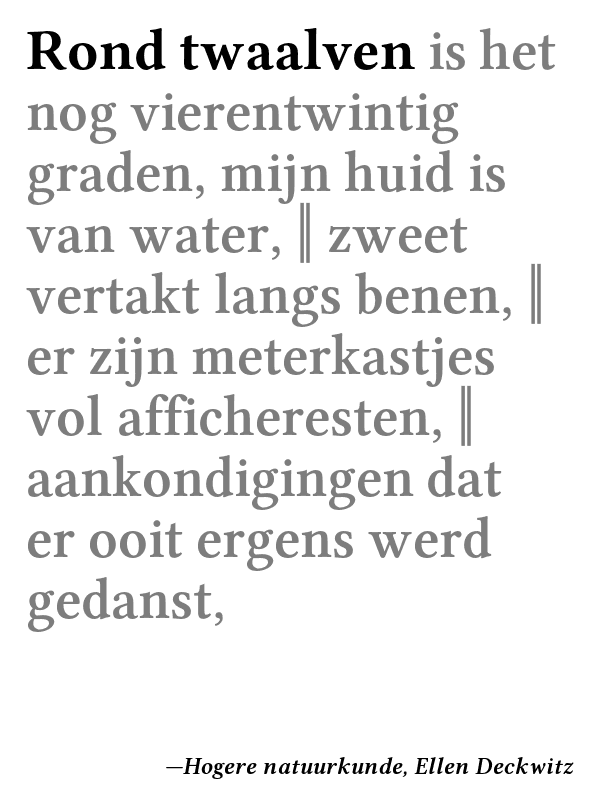 Rond twaalven is het
nog vierentwintig
graden, mijn huid is
van water, ‖ zweet
vertakt langs benen, ‖
er zijn meterkastjes
vol afficheresten, ‖
aankondigingen dat
er ooit ergens werd
gedanst,
—Hogere natuurkunde, Ellen Deckwitz